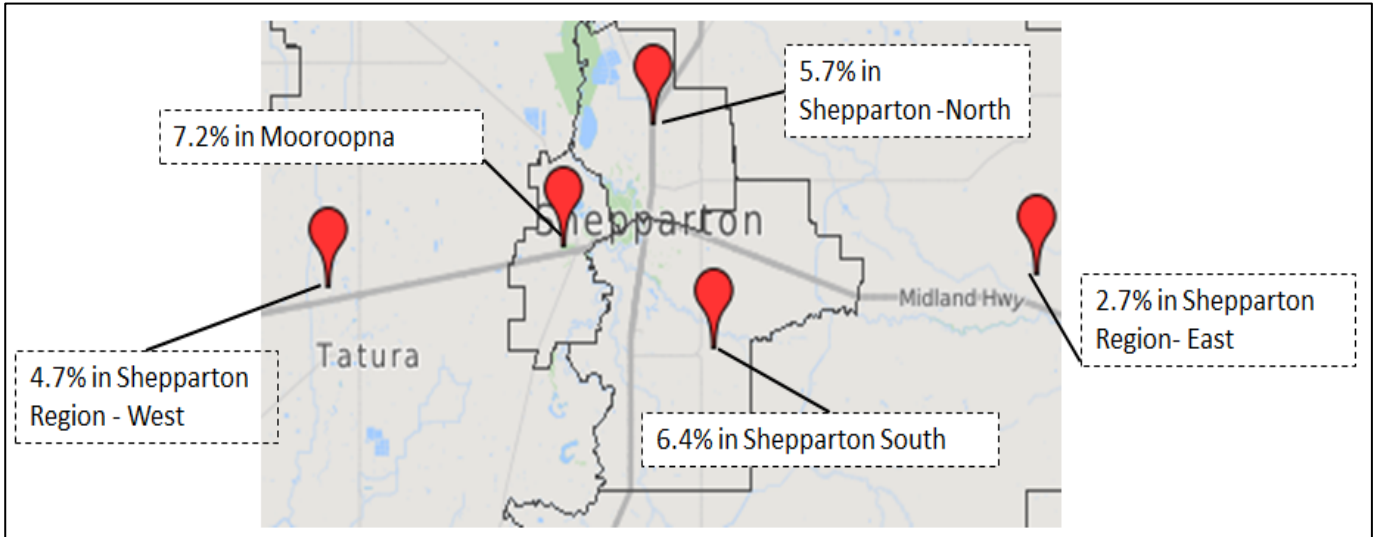 5.7% in
Shepparton -North
7.2% in Mooroopna
Shepparton
Midland Hwy
2.7% in Shepparton
Region- East
Tatura
4.7% in Shepparton
Region - West
6.4% in Shepparton South